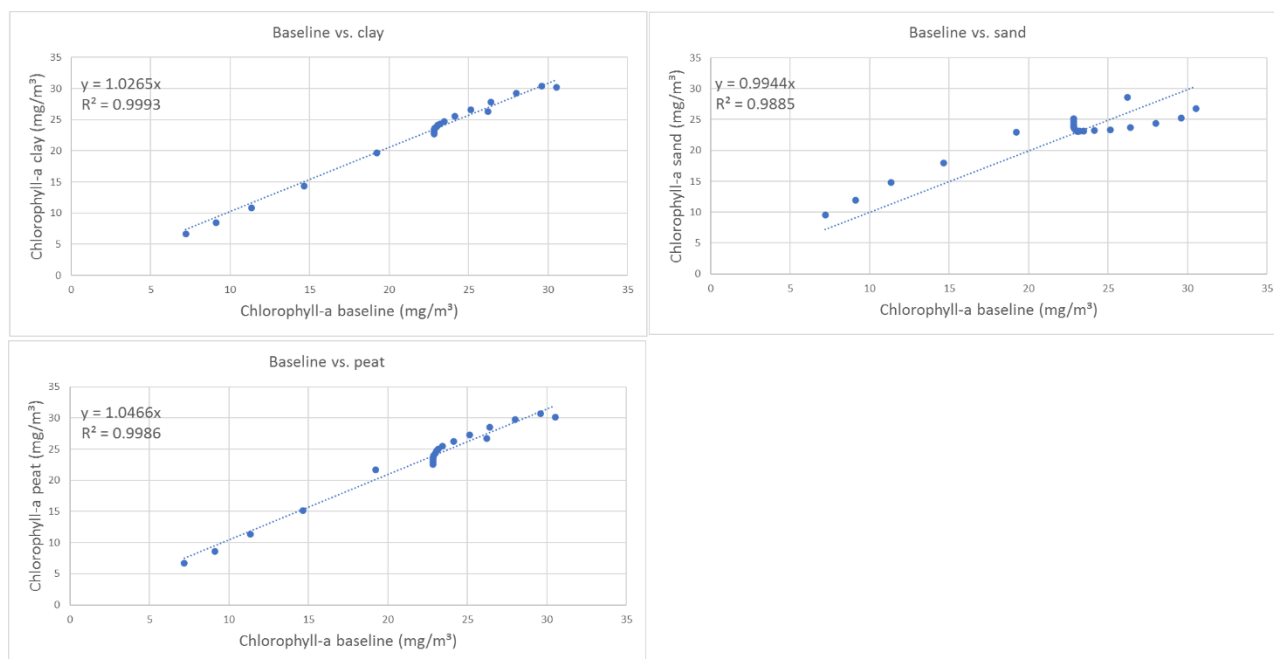 Baseline vs. clay
y = 1.0265x
R² = 0.9993
Chlorophyll-a clay (mg/m³)
35
30
25
20
15
10
5
0
0 5 10 15 20 25 30 35
Chlorophyll-a baseline (mg/m³)
Baseline vs. sand
y = 0.9944x
R² = 0.9885
Chlorophyll-a sand (mg/m³)
35
30
25
20
15
10
5
0
0 5 10 15 20 25 30 35
Chlorophyll-a baseline (mg/m³)
Baseline vs. peat
y = 1.0466x
R² = 0.9986
Chlorophyll-a peat (mg/m³)
35
30
25
20
15
10
5
0
0 5 10 15 20 25 30 35
Chlorophyll-a baseline (mg/m³)